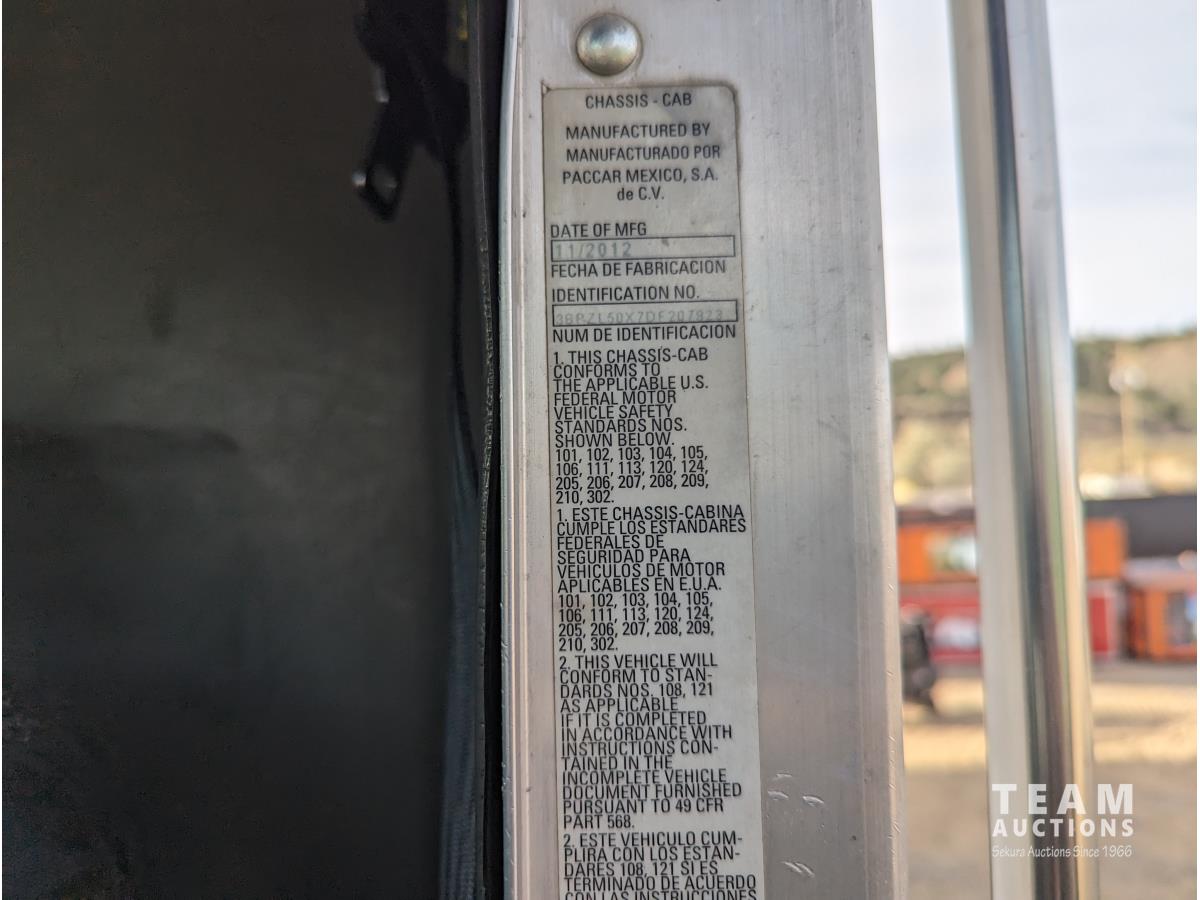 CHASSIS - CAB
MANUFACTURED BY
MANUFACTURADO POR
PACCAR MEXICO, S.A.
de C.V.
DATE OF MFG
11/2012
FECHA DE FABRICACION
IDENTIFICATION NO.
NUM DE IDENTIFICACION
1. THIS CHASSIS-CAB
CONFORMS TO
THE APPLICABLE U.S.
FEDERAL MOTOR
VEHICLE SAFETY
STANDARDS NOS.
SHOWN BELOW.
101, 102, 103, 104, 105,
106, 111, 113, 120, 124,
205, 206, 207, 208, 209,
210, 302.
1. ESTE CHASSIS-CABINA
CUMPLE LOS ESTANDARES
FEDERALES DE
SEGURIDAD PARA
VEHICULOS DE MOTOR
APLICABLES EN E.U.A.
101, 102, 103, 104, 105,
106, 111, 113, 120, 124,
205, 206, 207, 208, 209,
210, 302.
2. THIS VEHICLE WILL
CONFORM TO STAN-
DARDS NOS. 108, 121
AS APPLICABLE
IF IT IS COMPLETED
IN ACCORDANCE WITH
INSTRUCTIONS CON-
TAINED IN THE
INCOMPLETE VEHICLE
DOCUMENT FURNISHED
PURSUANT TO 49 CFR
PART 568.
2. ESTE VEHICULO CUM-
PLIRA CON LOS ESTAN-
DARES 108, 121 SI ES
TERMINADO DE ACUERDO
CON LAS INSTRUCCIONES
TEAM
AUCTIONS
Sekura Auctions Since 1966